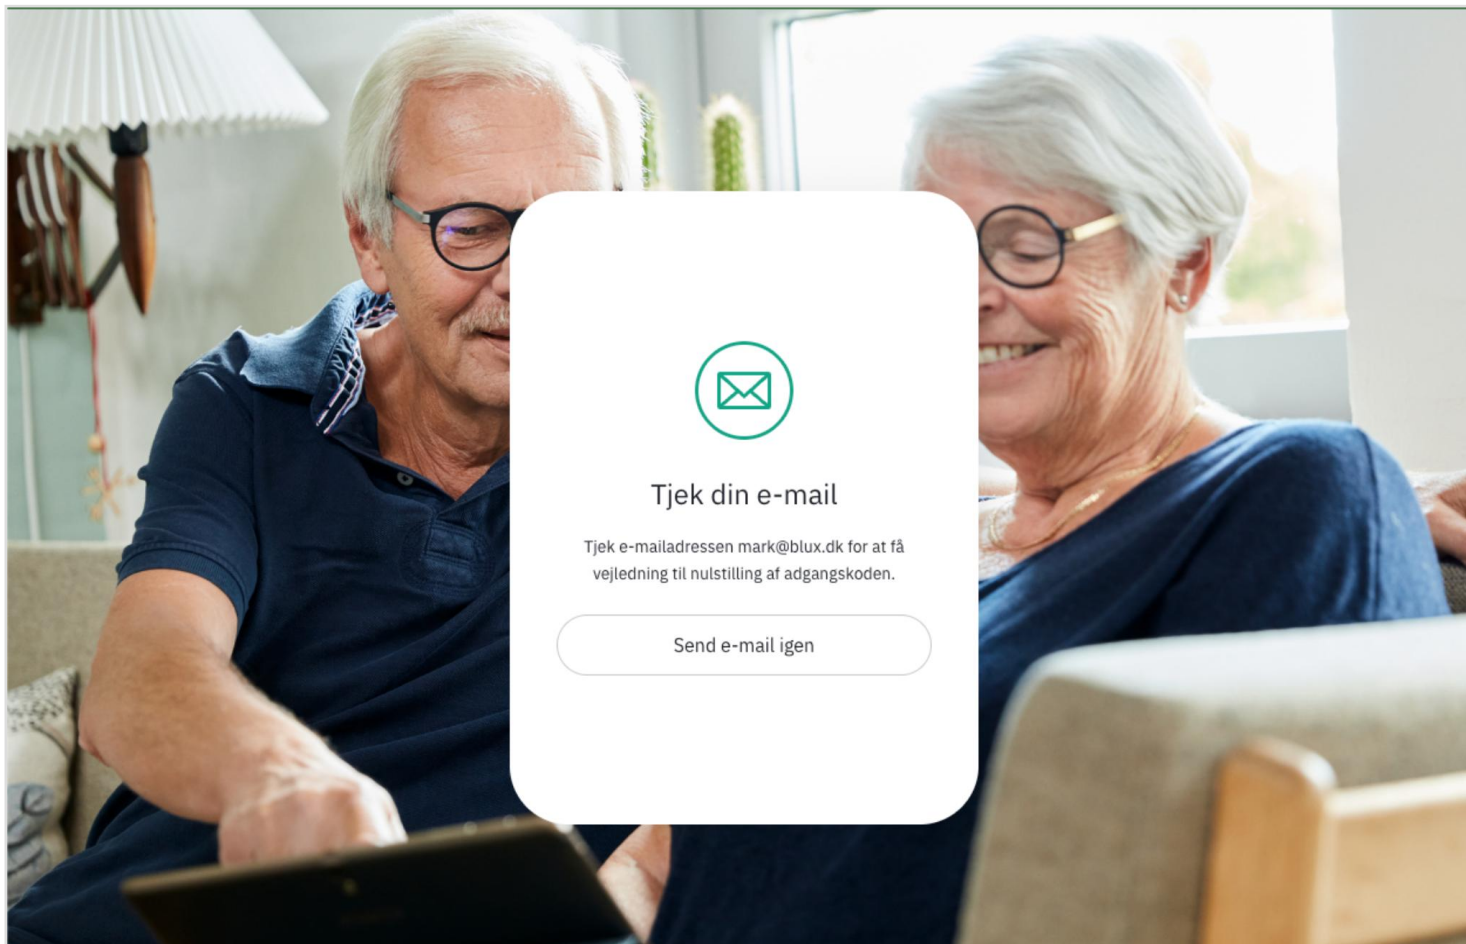 Tjek din e-mail
Tjek e-mailadressen mark@blux.dk for at få
vejledning til nulstilling af adgangskoden.
Send e-mail igen